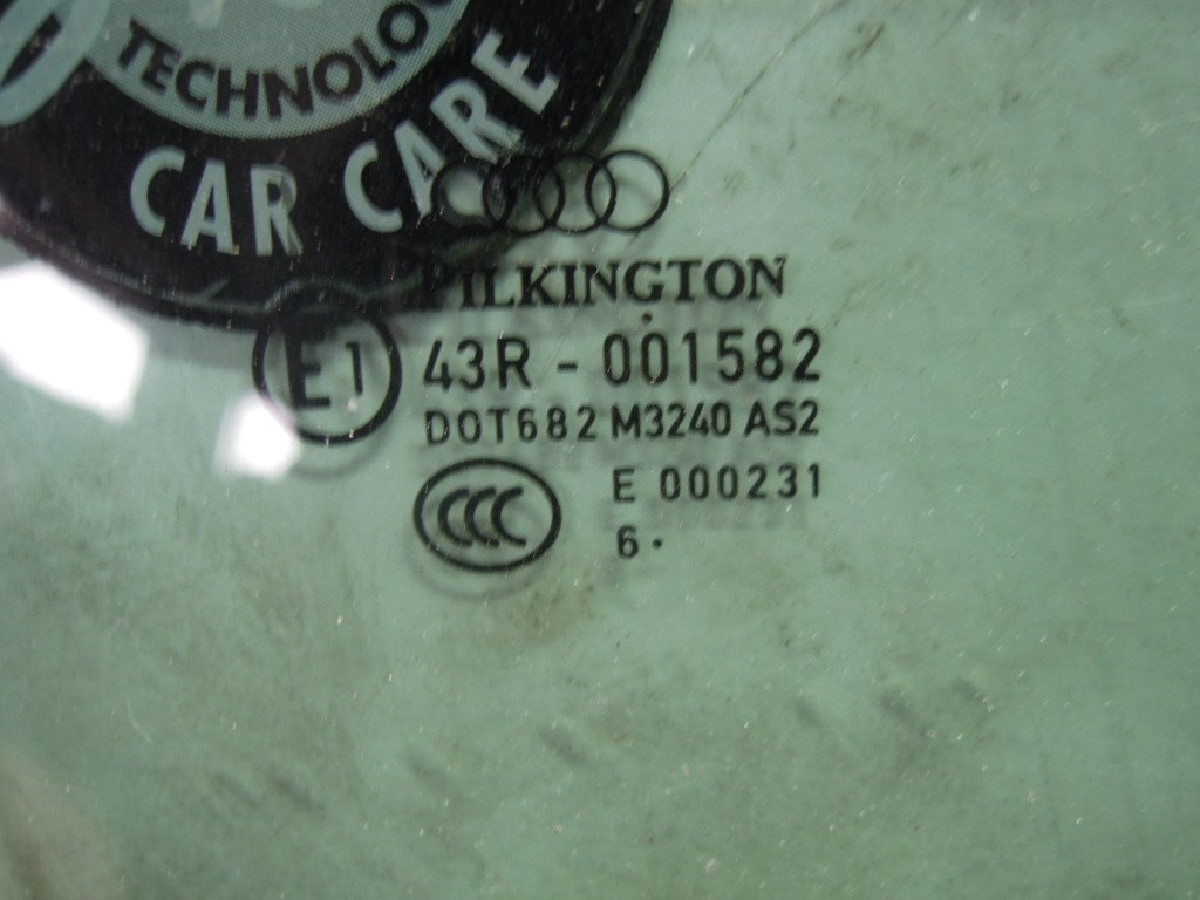 TECHNOLO
CAR CARE
PILKINGTON
E1 43R - 001582
DOT682 M3240 AS2
CCC E 000231
6 .